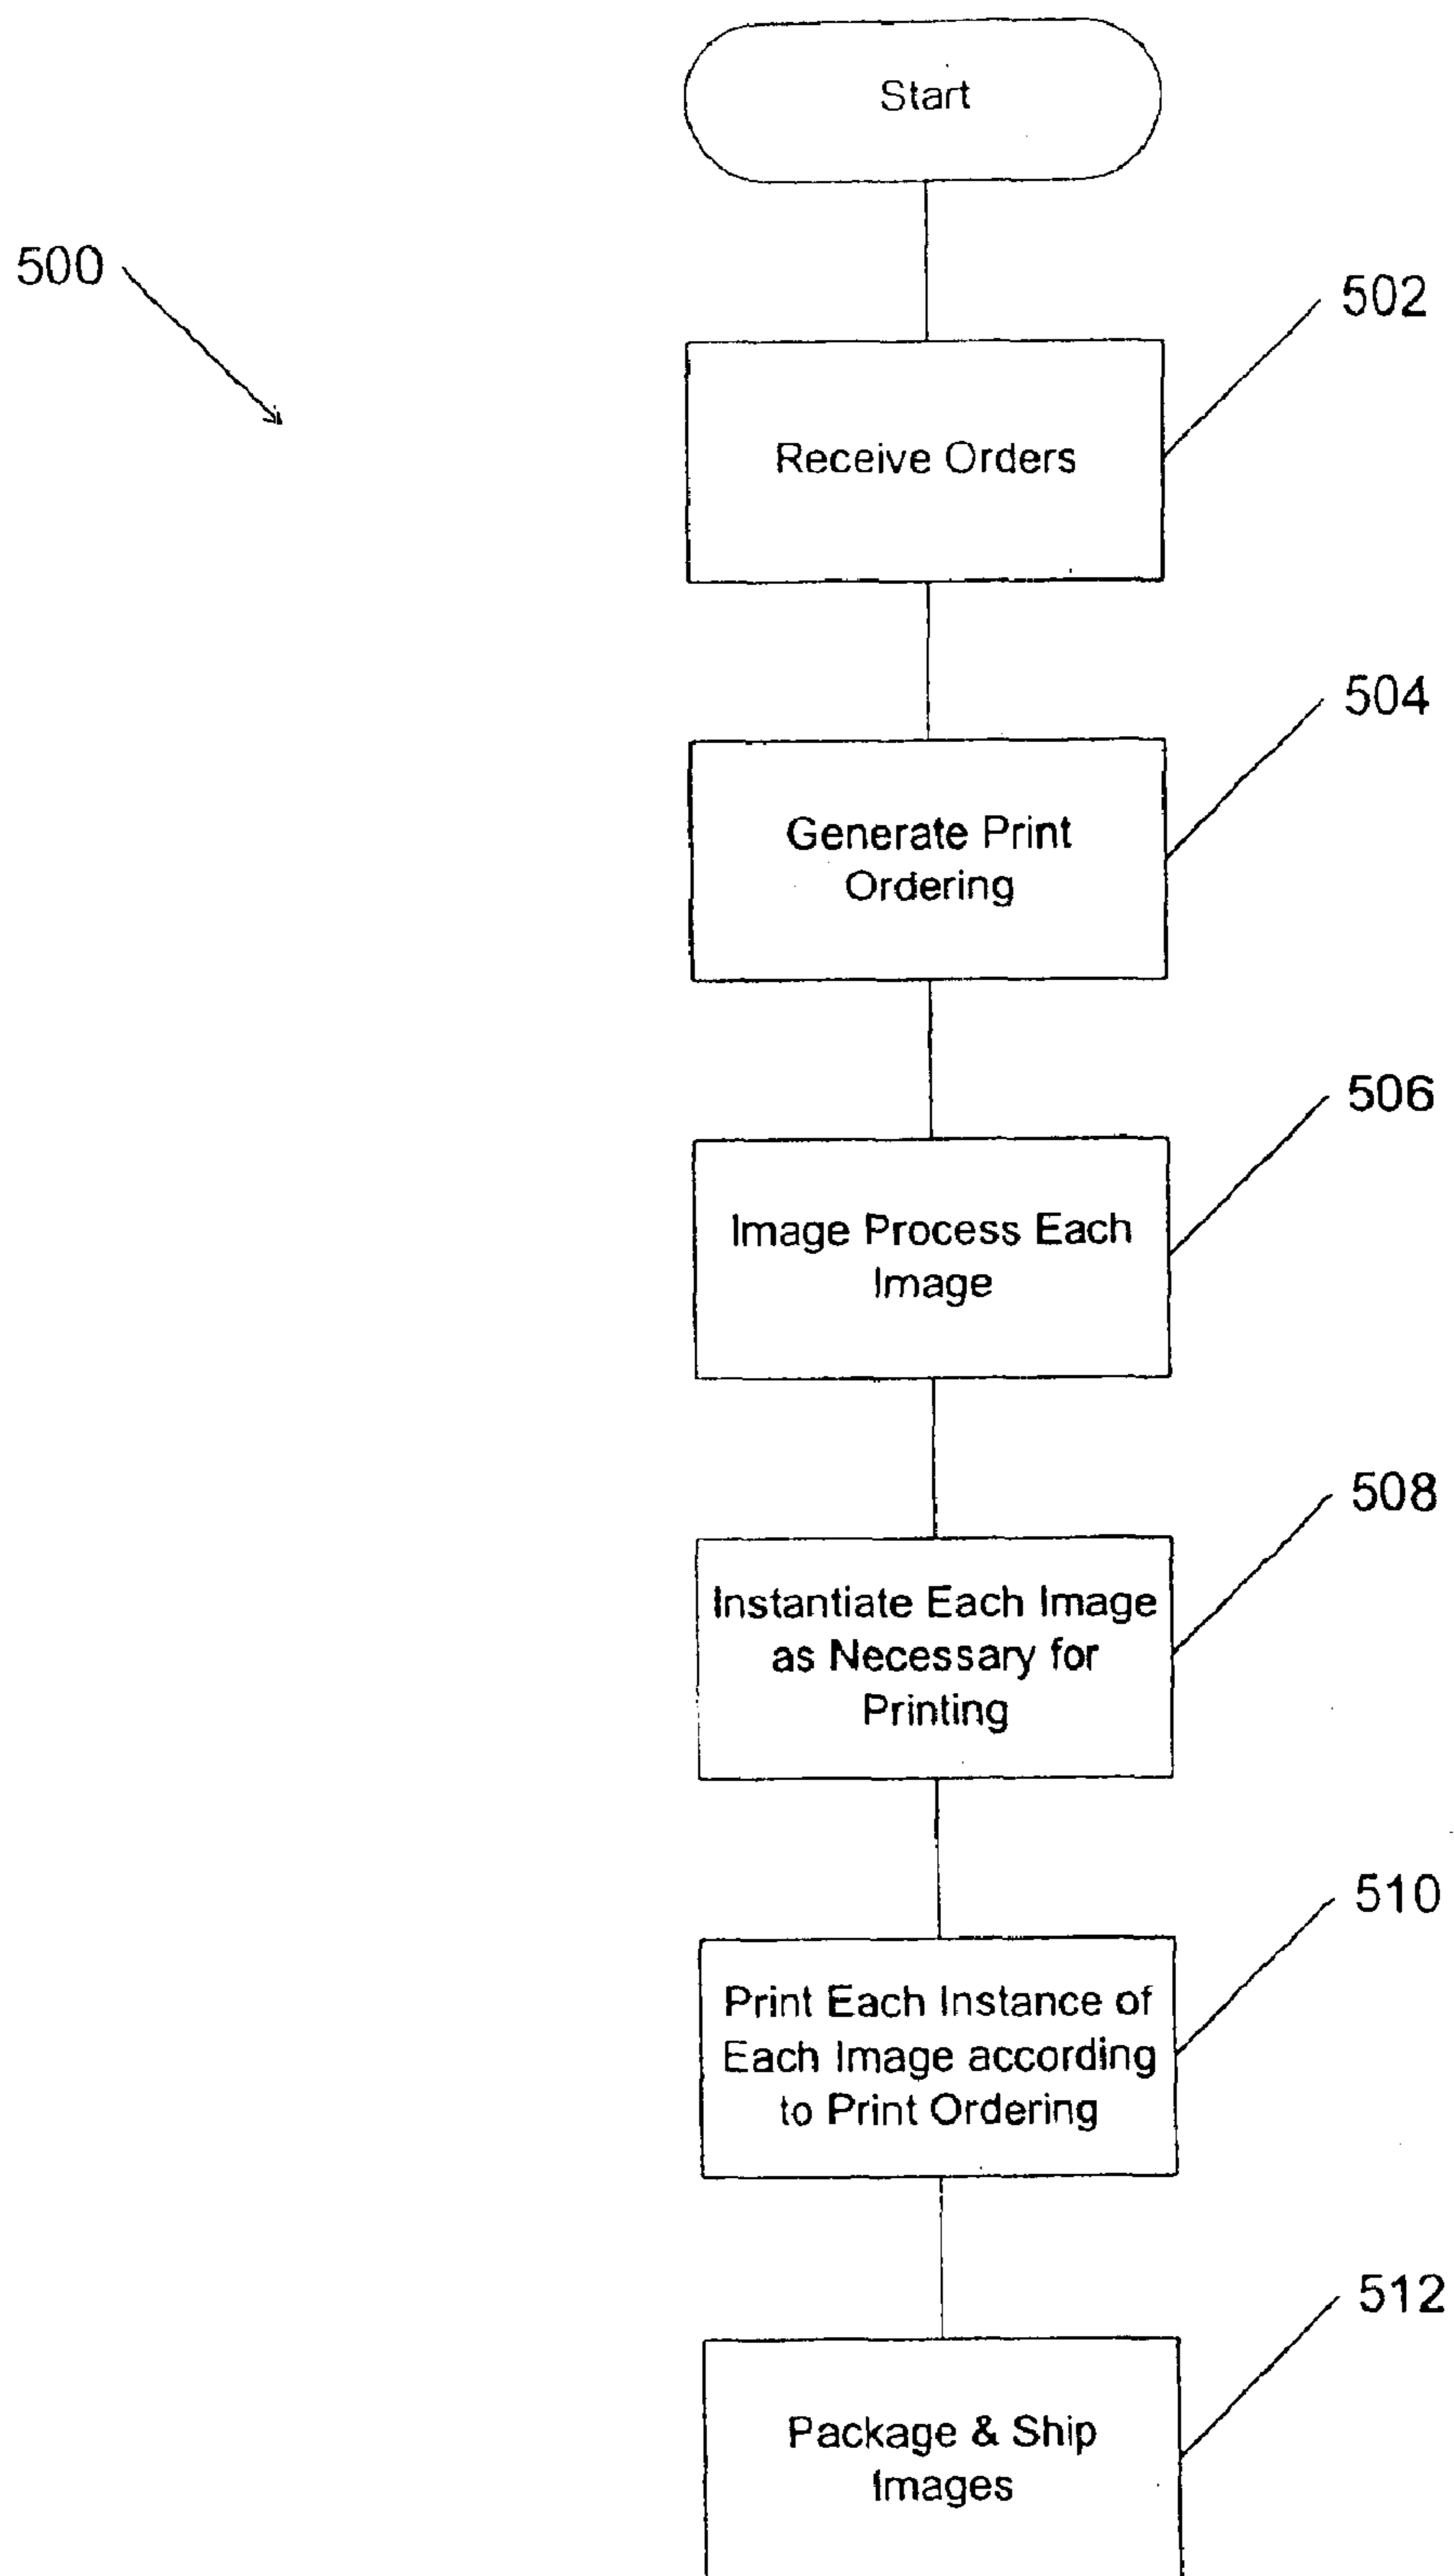 Start
500
502
Receive Orders
504
Generate Print
Ordering
506
Image Process Each
Image
508
Instantiate Each Image
as Necessary for
Printing
510
Print Each Instance of
Each Image according
to Print Ordering
512
Package & Ship
Images